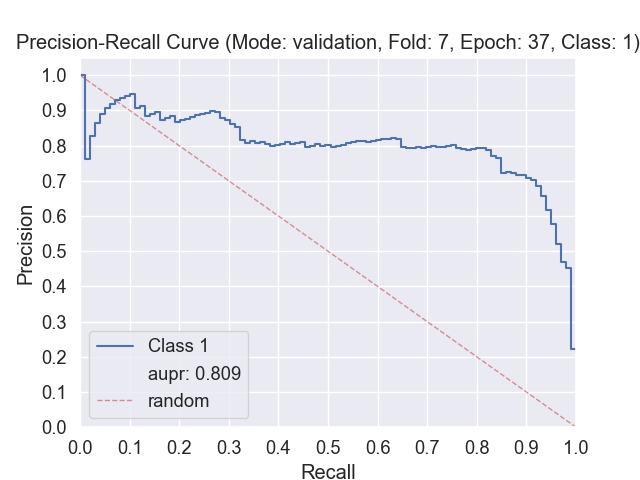 Precision-Recall Curve (Mode: validation, Fold: 7, Epoch: 37, Class: 1)
1.0
0.9
0.8
0.7
0.6
0.5
0.4
0.3
0.2
0.1
0.0
Precision
Class 1
aupr: 0.809
random
0.0 0.1 0.2 0.3 0.4 0.5 0.6 0.7 0.8 0.9 1.0
Recall